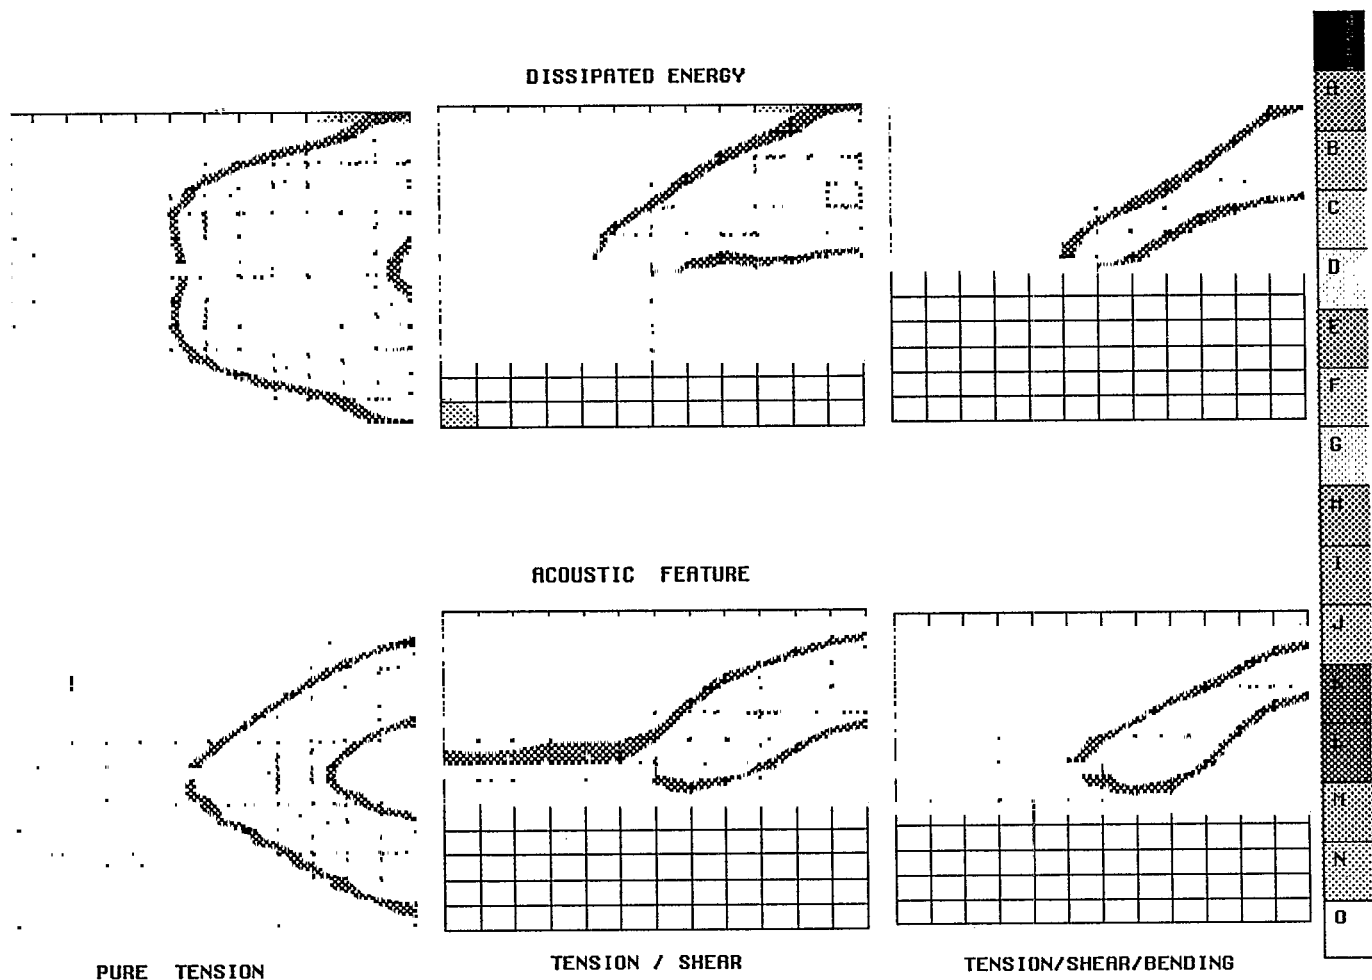 DISSIPATED ENERGY
ACOUSTIC FEATURE
PURE TENSION
TENSION / SHEAR
TENSION/SHEAR/BENDING
A
B
C
D
E
F
G
H
I
J
K
L
M
N
O